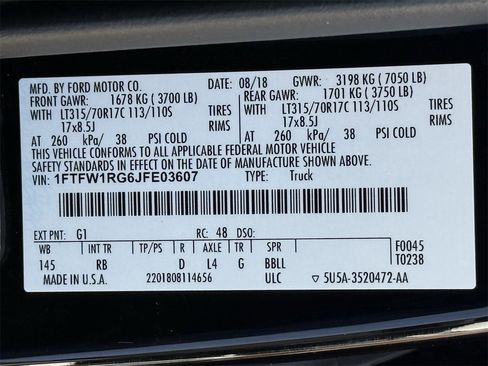 MFD. BY FORD MOTOR CO. DATE: 08/18 GVWR: 3198 KG ( 7050 LB)
FRONT GAWR: 1678 KG ( 3700 LB) REAR GAWR: 1701 KG ( 3750 LB)
WITH LT315/70R17C 113/110S TIRES WITH LT315/70R17C 113/110S TIRES
17x8.5J RIMS 17x8.5J RIMS
AT 260 kPa/ 38 PSI COLD AT 260 kPa/ 38 PSI COLD
THIS VEHICLE CONFORMS TO ALL APPLICABLE FEDERAL MOTOR VEHICLE
SAFETY STANDARDS IN EFFECT ON THE DATE OF MANUFACTURE SHOWN ABOVE.
VIN: 1FTFW1RG6JFE03607 TYPE: Truck
EXT PNT: G1 RC: 48 DSO: F0045
WB INT TR TP/PS R AXLE TR SPR T0238
145 RB D L4 G BBLL
MADE IN U.S.A. 2201808114656 ULC 5U5A-3520472-AA